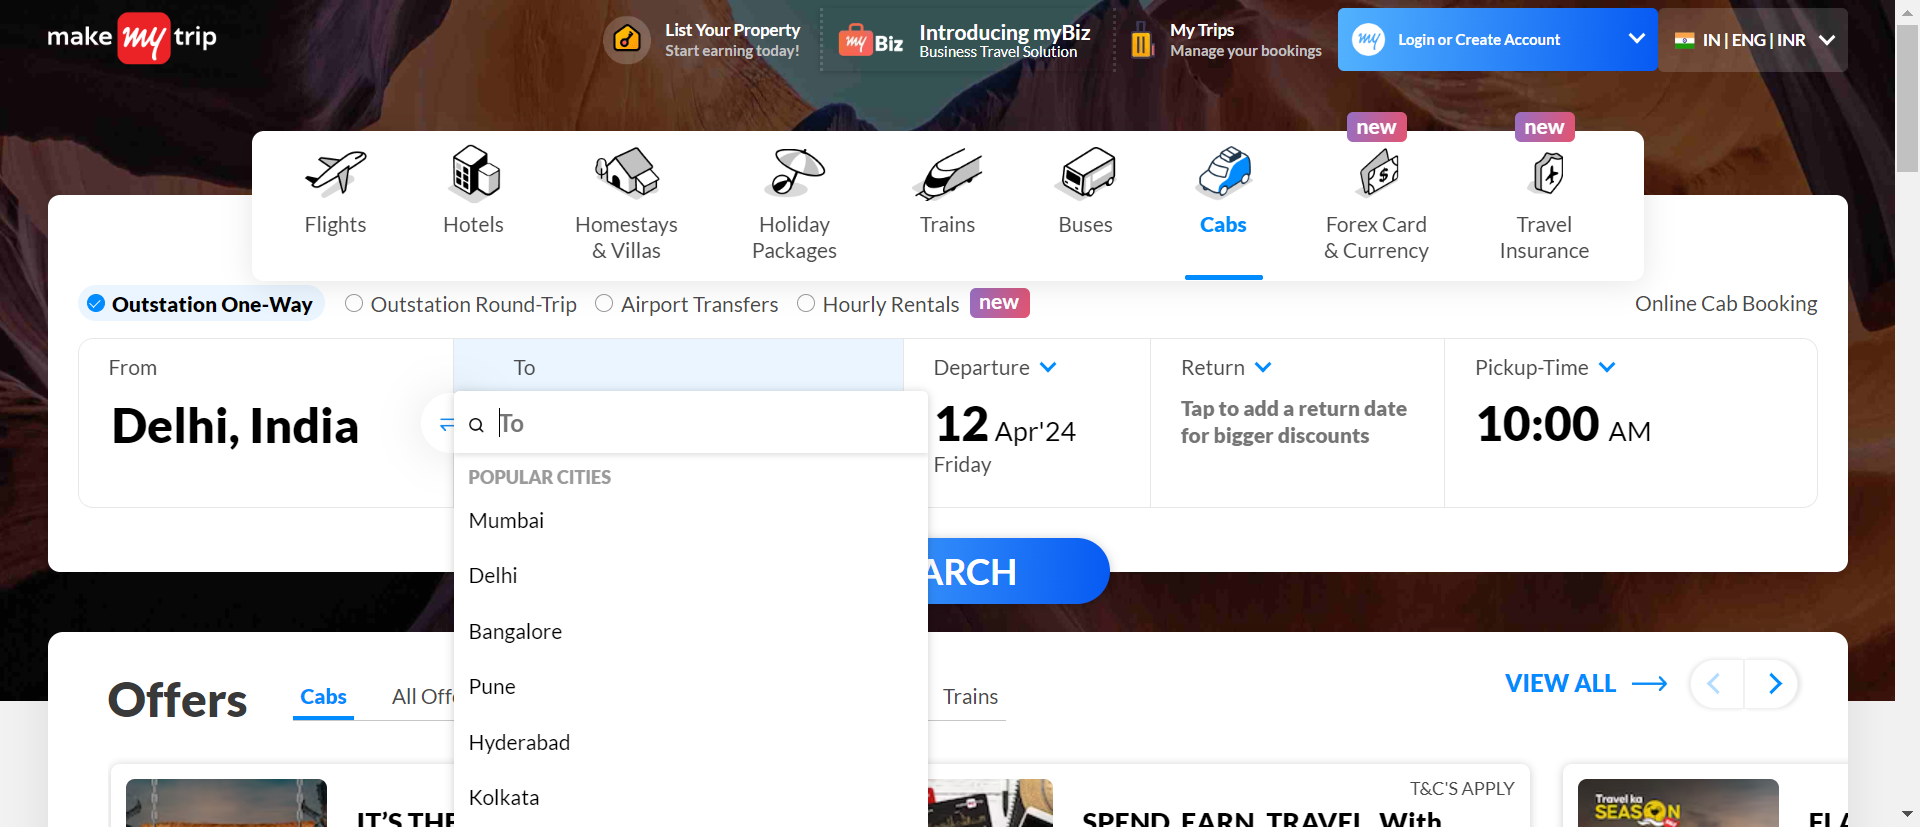 make my trip
List Your Property
Start earning today!
my Biz
Introducing myBiz
Business Travel Solution
My Trips
Manage your bookings
my
Login or Create Account
IN | ENG | INR
new
new
Flights
Hotels
Homestays
& Villas
Holiday
Packages
Trains
Buses
Cabs
Forex Card
& Currency
Travel
Insurance
Outstation One-Way
Outstation Round-Trip
Airport Transfers
Hourly Rentals
new
Online Cab Booking
From
Delhi, India
To
To
POPULAR CITIES
Mumbai
Delhi
Bangalore
Pune
Hyderabad
Kolkata
Departure
12 Apr'24
Friday
Return
Tap to add a return date
for bigger discounts
Pickup-Time
10:00 AM
ARCH
Offers
Cabs
All Off
Trains
VIEW ALL
IT'S THE
T&C'S APPLY
SPEND, EARN, TRAVEL, With
Travel ka
SEASON